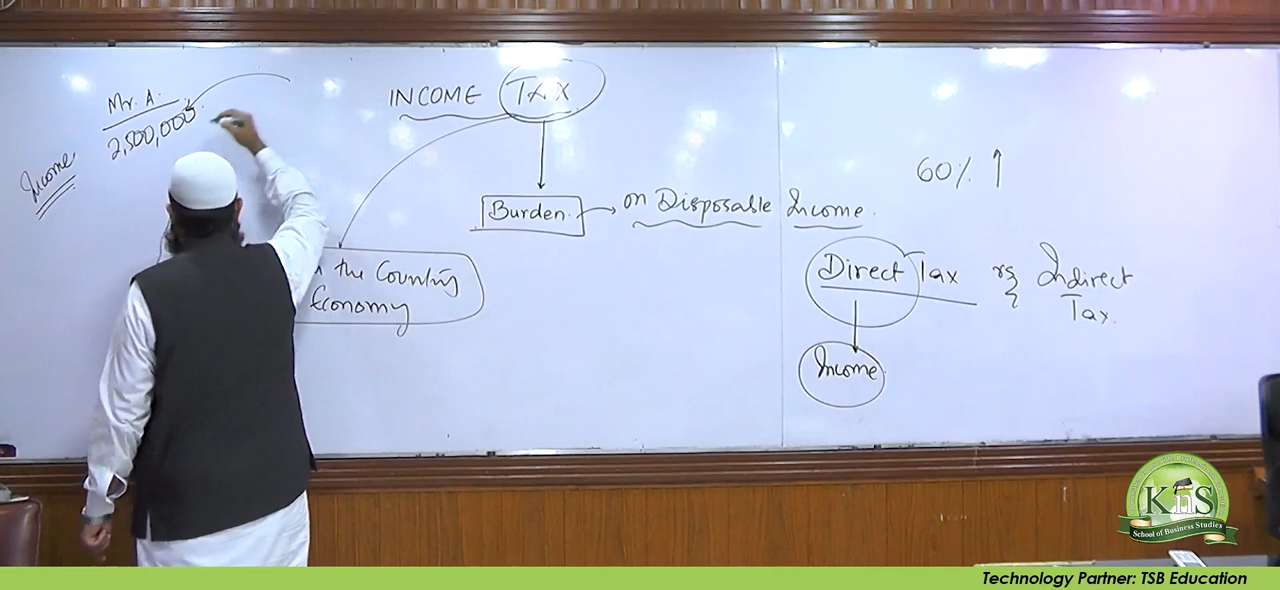 Mr. A.
2,500,000
Income
INCOME TAX
Burden on Disposable Income.
the Country
Economy
60%
Direct Tax vs Indirect
Tax.
Income
KnS
School of Business Studies
Technology Partner: TSB Education